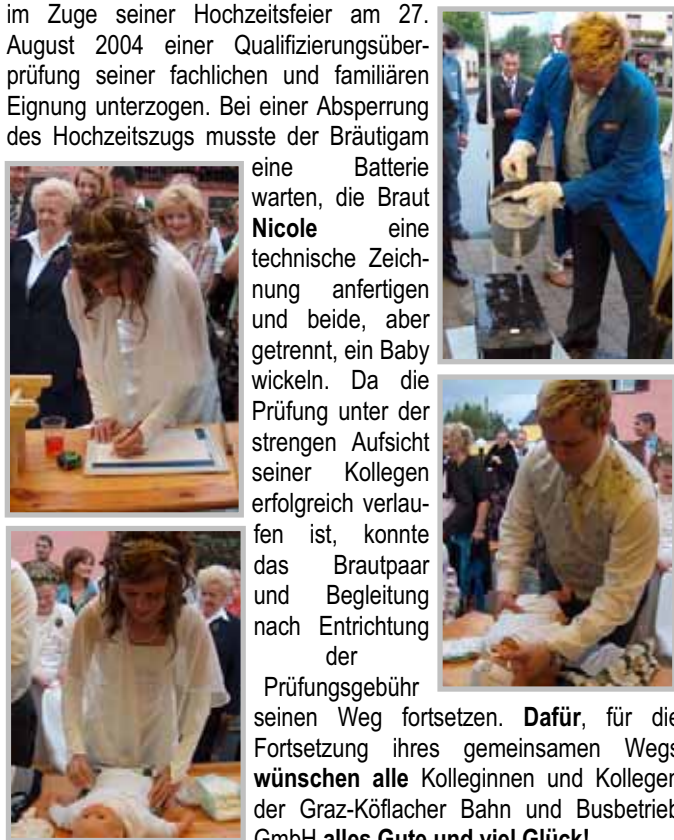 im Zuge seiner Hochzeitsfeier am 27.
August 2004 einer Qualifizierungsüber-
prüfung seiner fachlichen und familiären
Eignung unterzogen. Bei einer Absperrung
des Hochzeitszugs musste der Bräutigam
eine Batterie
warten, die Braut
Nicole eine
technische Zeich-
nung anfertigen
und beide, aber
getrennt, ein Baby
wickeln. Da die
Prüfung unter der
strengen Aufsicht
seiner Kollegen
erfolgreich verlau-
fen ist, konnte
das Brautpaar
und Begleitung
nach Entrichtung
der
Prüfungsgebühr
seinen Weg fortsetzen. Dafür, für die
Fortsetzung ihres gemeinsamen Wegs
wünschen alle Kolleginnen und Kollegen
der Graz-Köflacher Bahn und Busbetrieb
GmbH alles Gute und viel Glück!